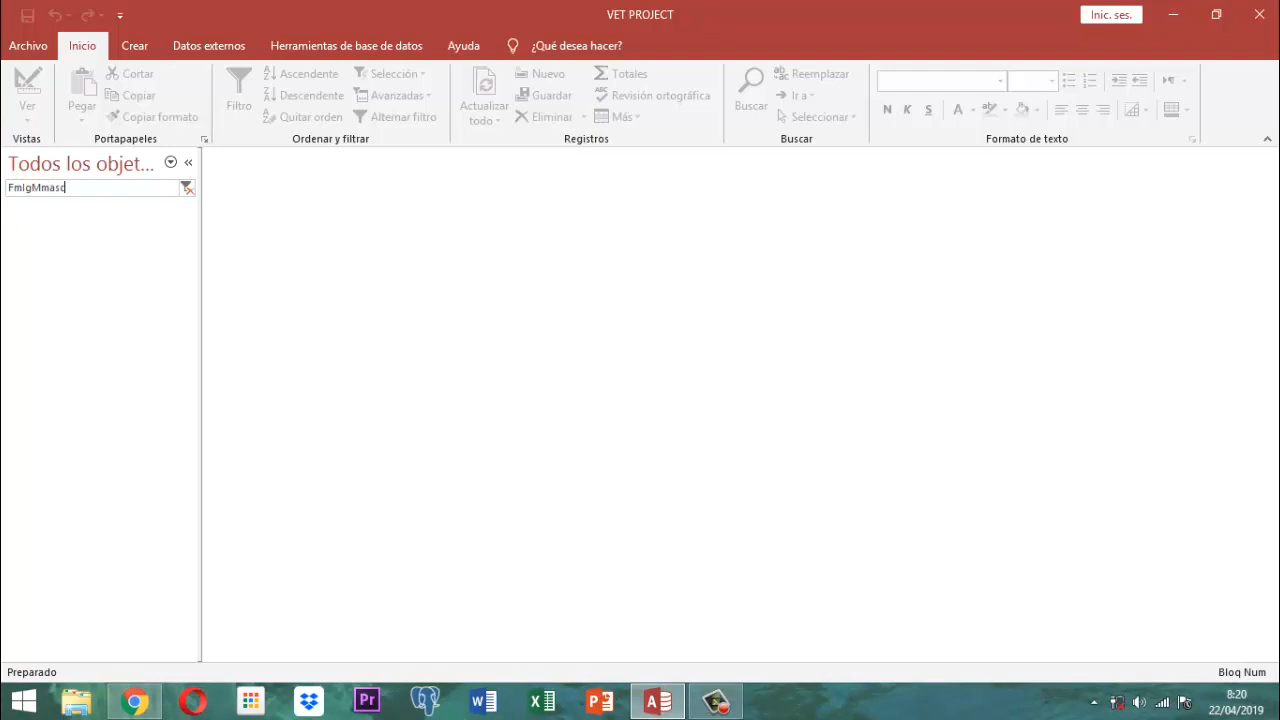 VET PROJECT
Inic. ses.
Archivo Inicio Crear Datos externos Herramientas de base de datos Ayuda ¿Qué desea hacer?
Ver
Vistas
Pegar
Cortar
Copiar
Copiar formato
Portapapeles
Filtro
Ascendente
Descendente
Quitar orden
Selección
Avanzadas
Alternar filtro
Ordenar y filtrar
Actualizar
todo
Nuevo
Guardar
Eliminar
Totales
Revisión ortográfica
Más
Registros
Buscar
Reemplazar
Ir a
Seleccionar
Buscar
N K S A
Formato de texto
Todos los objet...
FmIgMmasc
Preparado
Bloq Num
Pr
8:20
22/04/2019